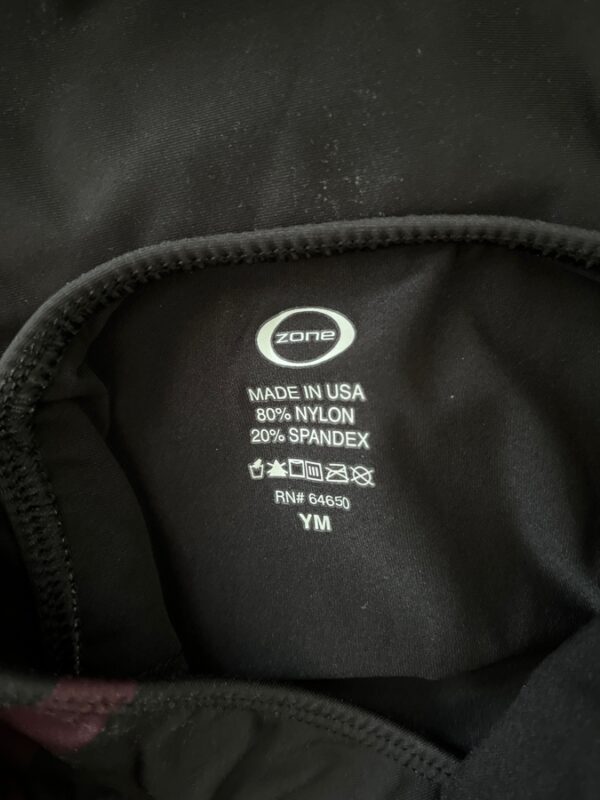 zone
MADE IN USA
80% NYLON
20% SPANDEX
RN# 64650
YM